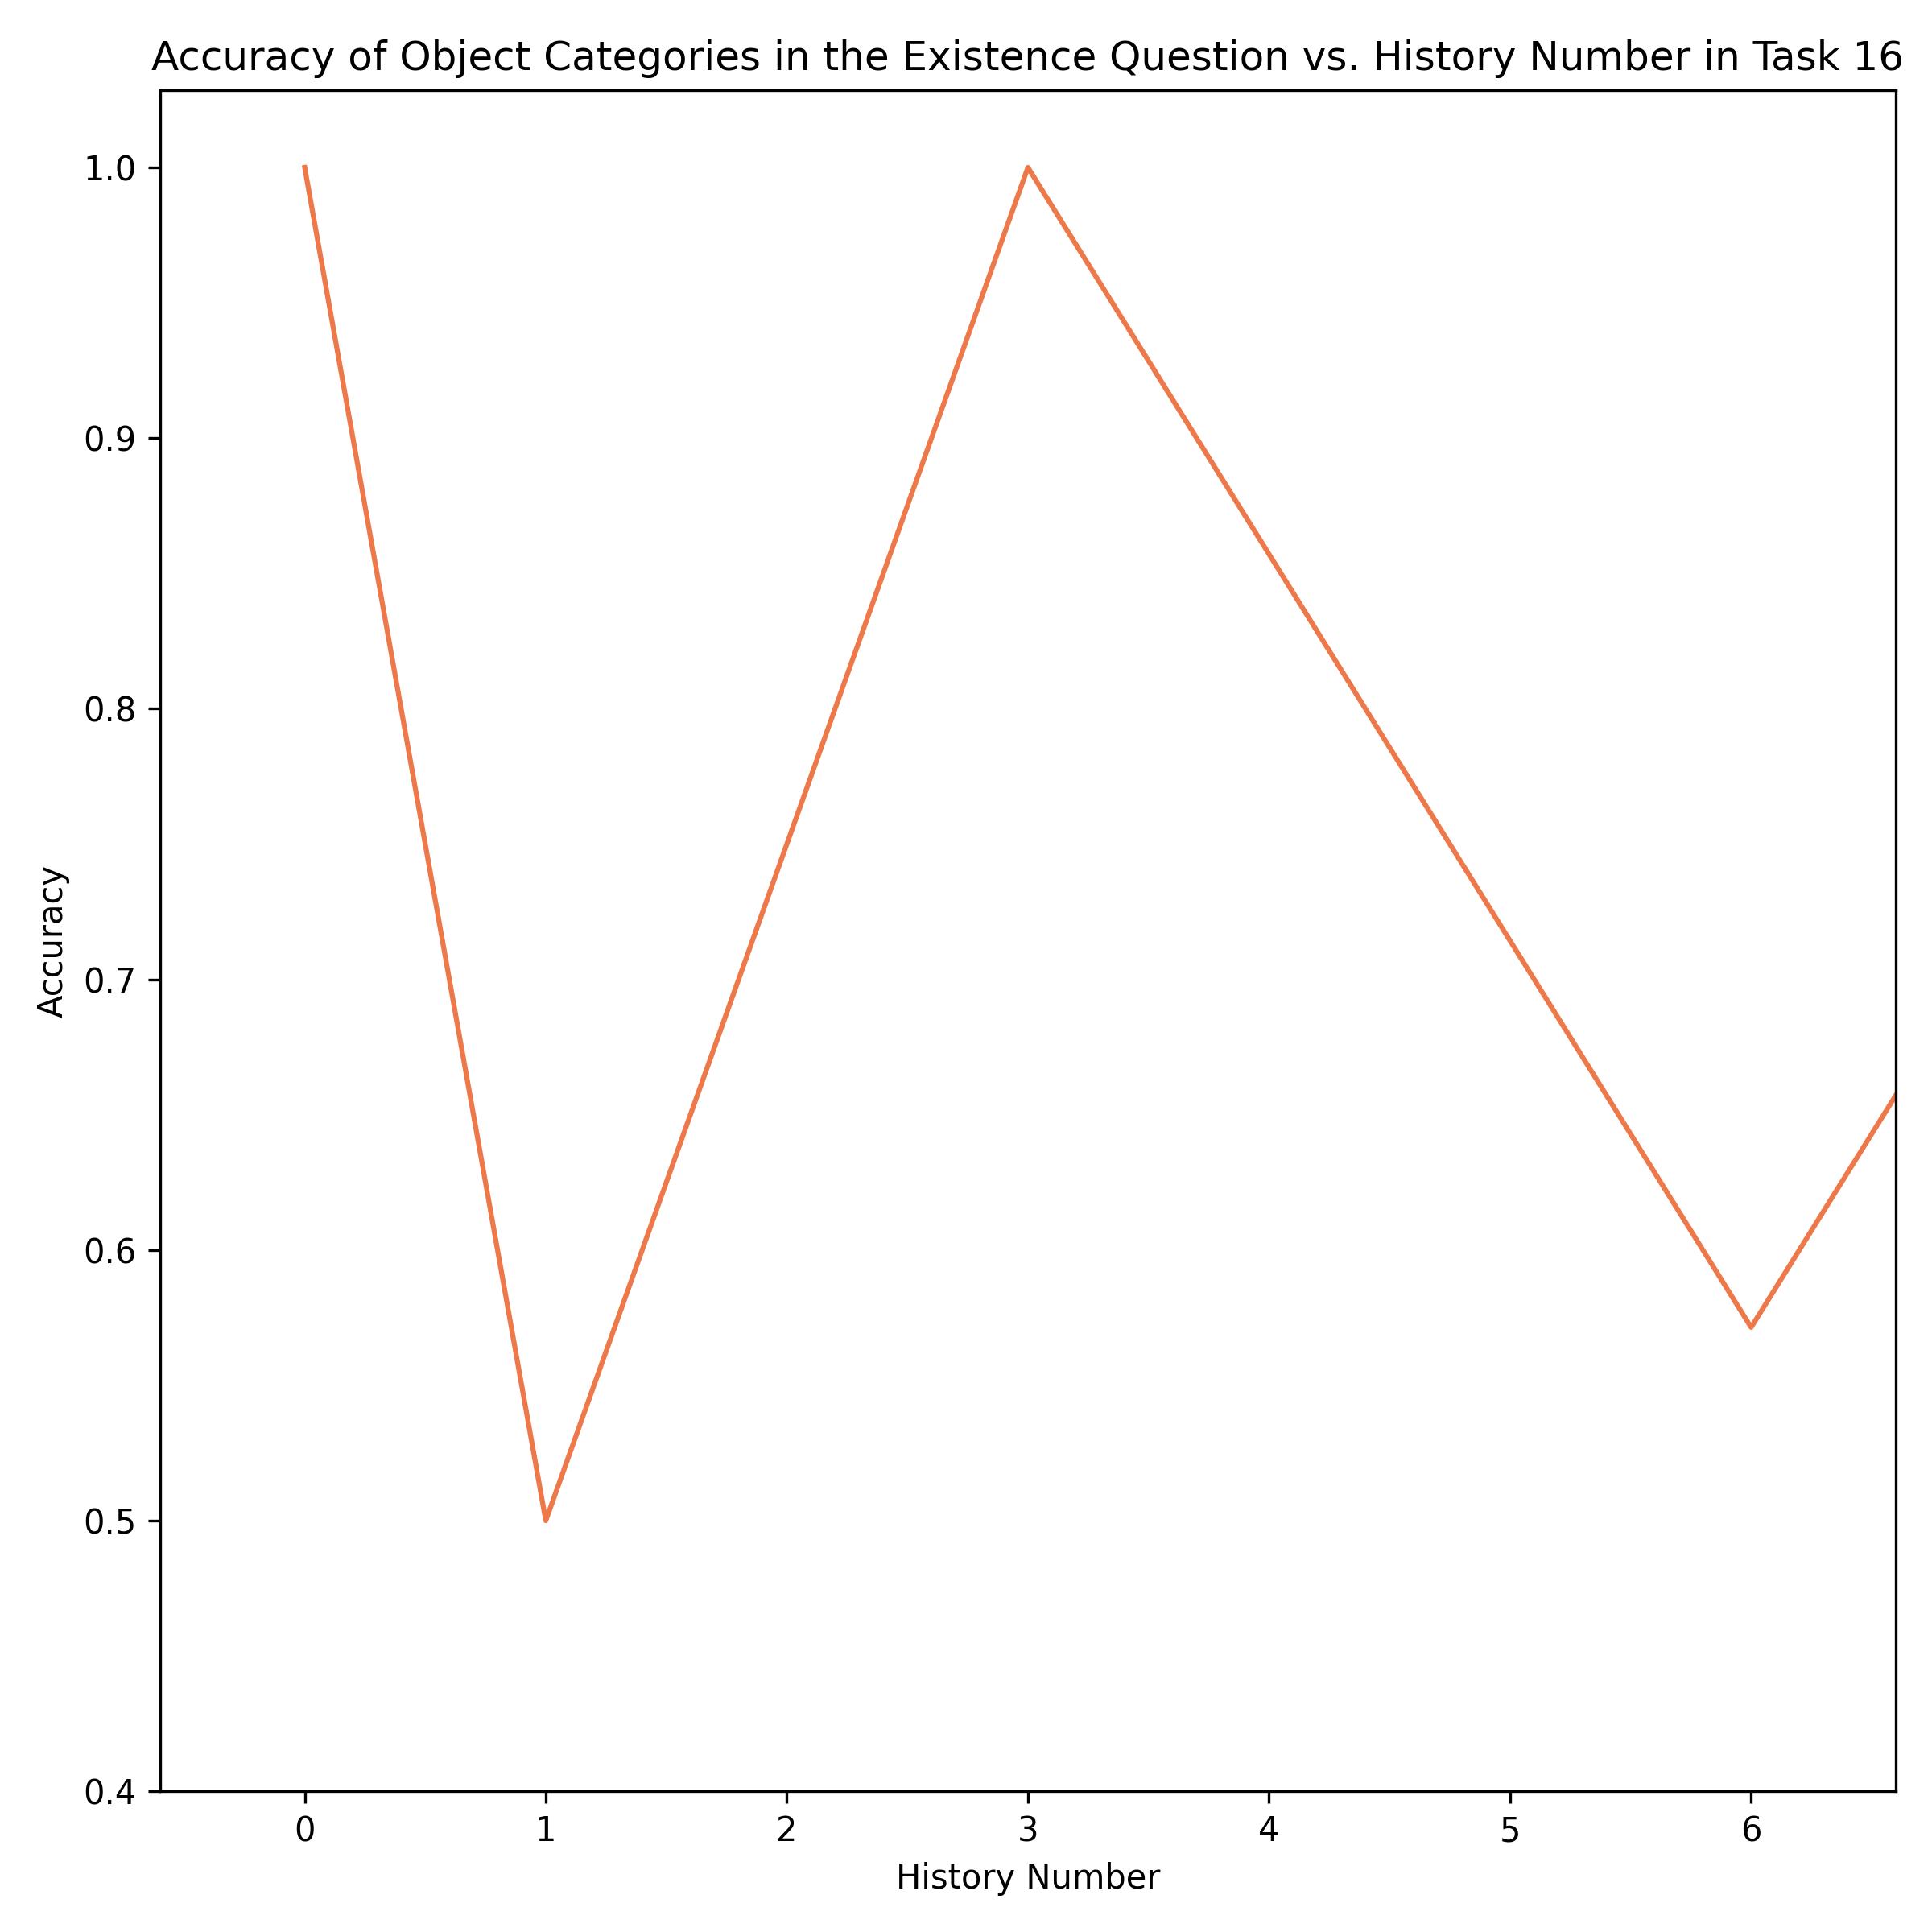 Accuracy of Object Categories in the Existence Question vs. History Number in Task 16
1.0
0.9
0.8
0.7
0.6
0.5
0.4
Accuracy
0 1 2 3 4 5 6
History Number